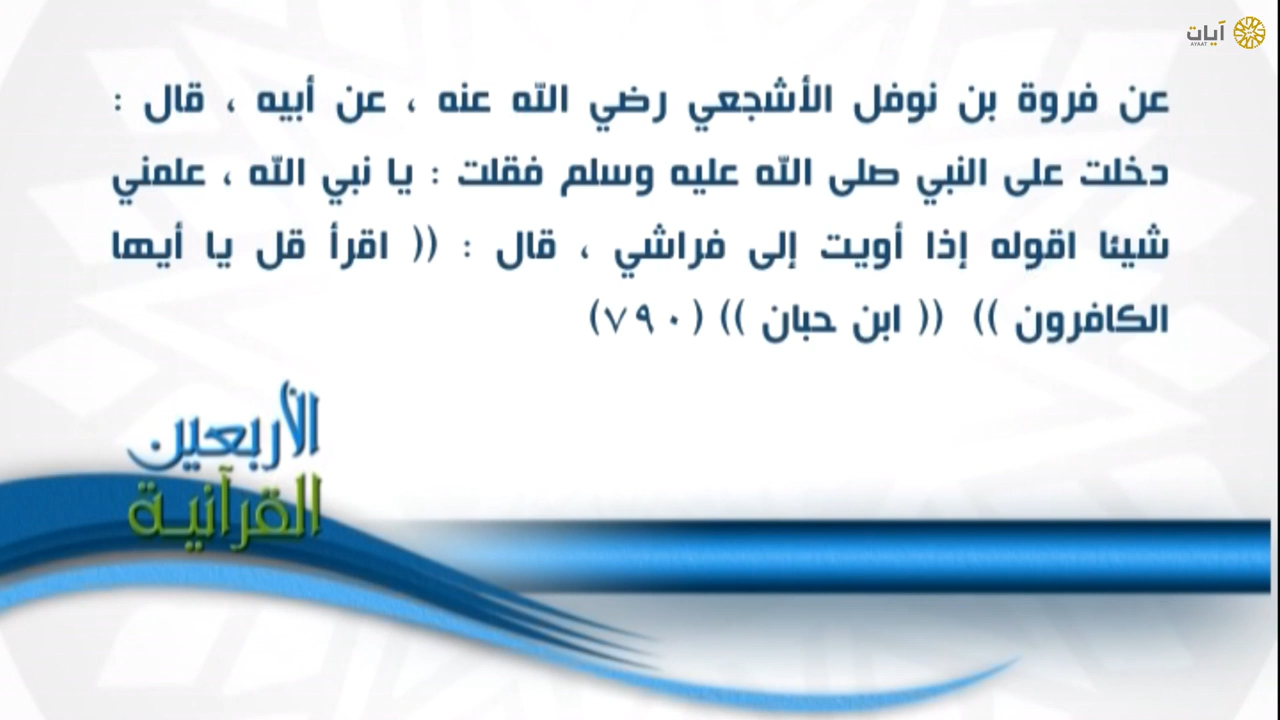 آيات
AYAAT
عن فروة بن نوفل الأشجعي رضي الله عنه ، عن أبيه ، قال :
دخلت على النبي صلى الله عليه وسلم فقلت : يا نبي الله ، علمني
شيئا اقوله إذا أويت إلى فراشي ، قال : (( اقرأ قل يا أيها
الكافرون )) (( ابن حبان )) (٧٩٠)
الأربعين
القرآنية